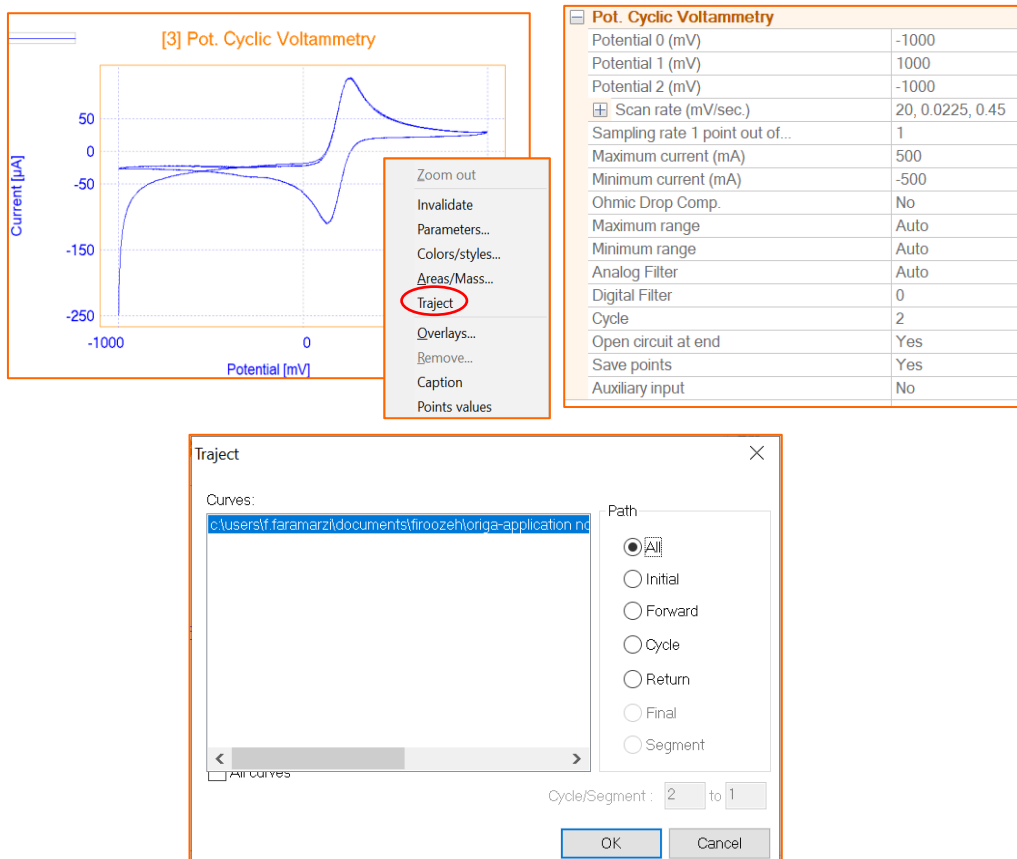 [3] Pot. Cyclic Voltammetry
50
0
-50
-150
-250
-1000
0
Current [µA]
Potential [mV]
Zoom out
Invalidate
Parameters...
Colors/styles...
Areas/Mass...
Traject
Overlays...
Remove...
Caption
Points values
Pot. Cyclic Voltammetry
Potential 0 (mV) -1000
Potential 1 (mV) 1000
Potential 2 (mV) -1000
Scan rate (mV/sec.) 20, 0.0225, 0.45
Sampling rate 1 point out of... 1
Maximum current (mA) 500
Minimum current (mA) -500
Ohmic Drop Comp. No
Maximum range Auto
Minimum range Auto
Analog Filter Auto
Digital Filter 0
Cycle 2
Open circuit at end Yes
Save points Yes
Auxiliary input No
Traject
Curves:
c:\users\f.faramarzi\documents\firoozeh\origa-application no
Path
All
Initial
Forward
Cycle
Return
Final
Segment
All curves
Cycle/Segment : 2 to 1
OK Cancel